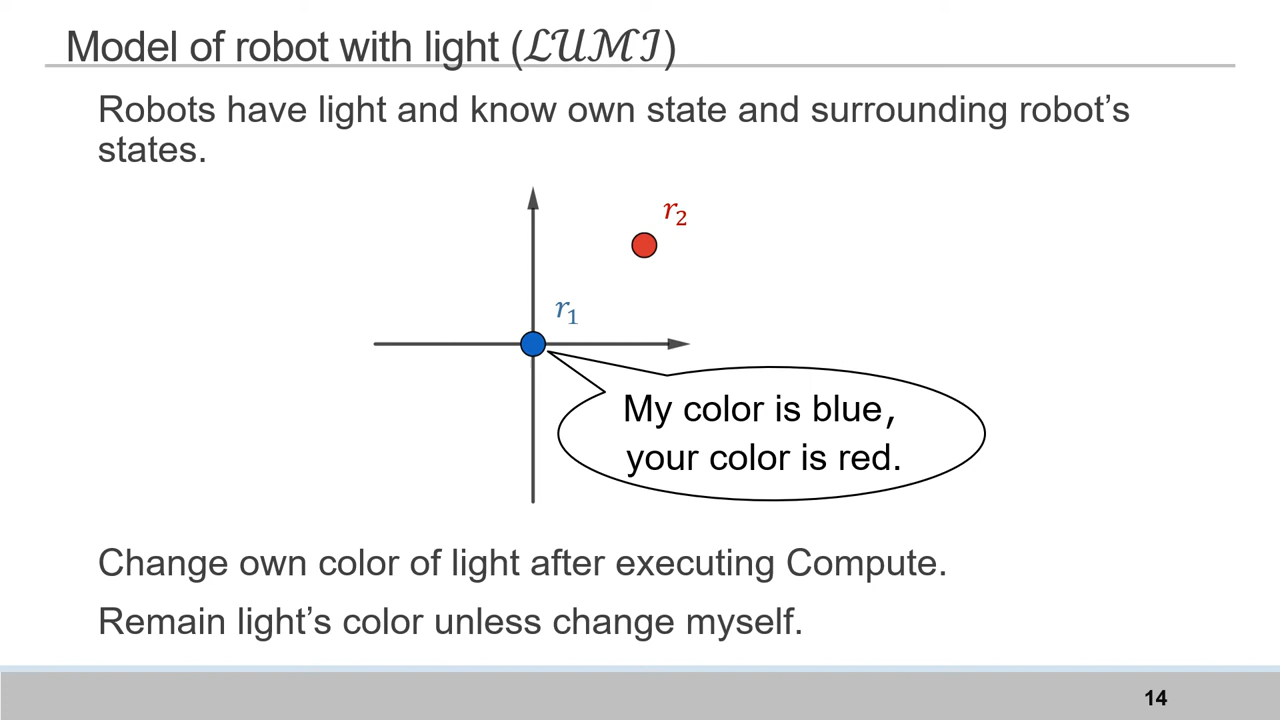 Model of robot with light (ℒ𝒰ℳℐ)
Robots have light and know own state and surrounding robot’s
states.
r₂
r₁
My color is blue,
your color is red.
Change own color of light after executing Compute.
Remain light’s color unless change myself.
14